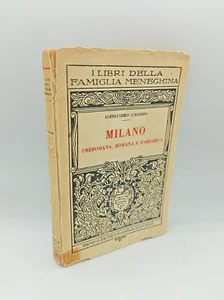 I LIBRI DELLA
FAMIGLIA MENEGHINA
ALESSANDRO COLOMBO
MILANO
PREROMANA, ROMANA E BARBARICA